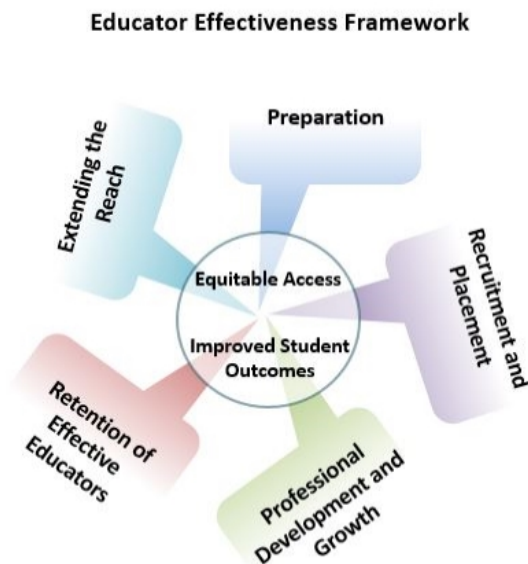 Educator Effectiveness Framework
Preparation
Recruitment and
Placement
Professional
Development and
Growth
Retention of
Effective
Educators
Extending the
Reach
Equitable Access
Improved Student
Outcomes